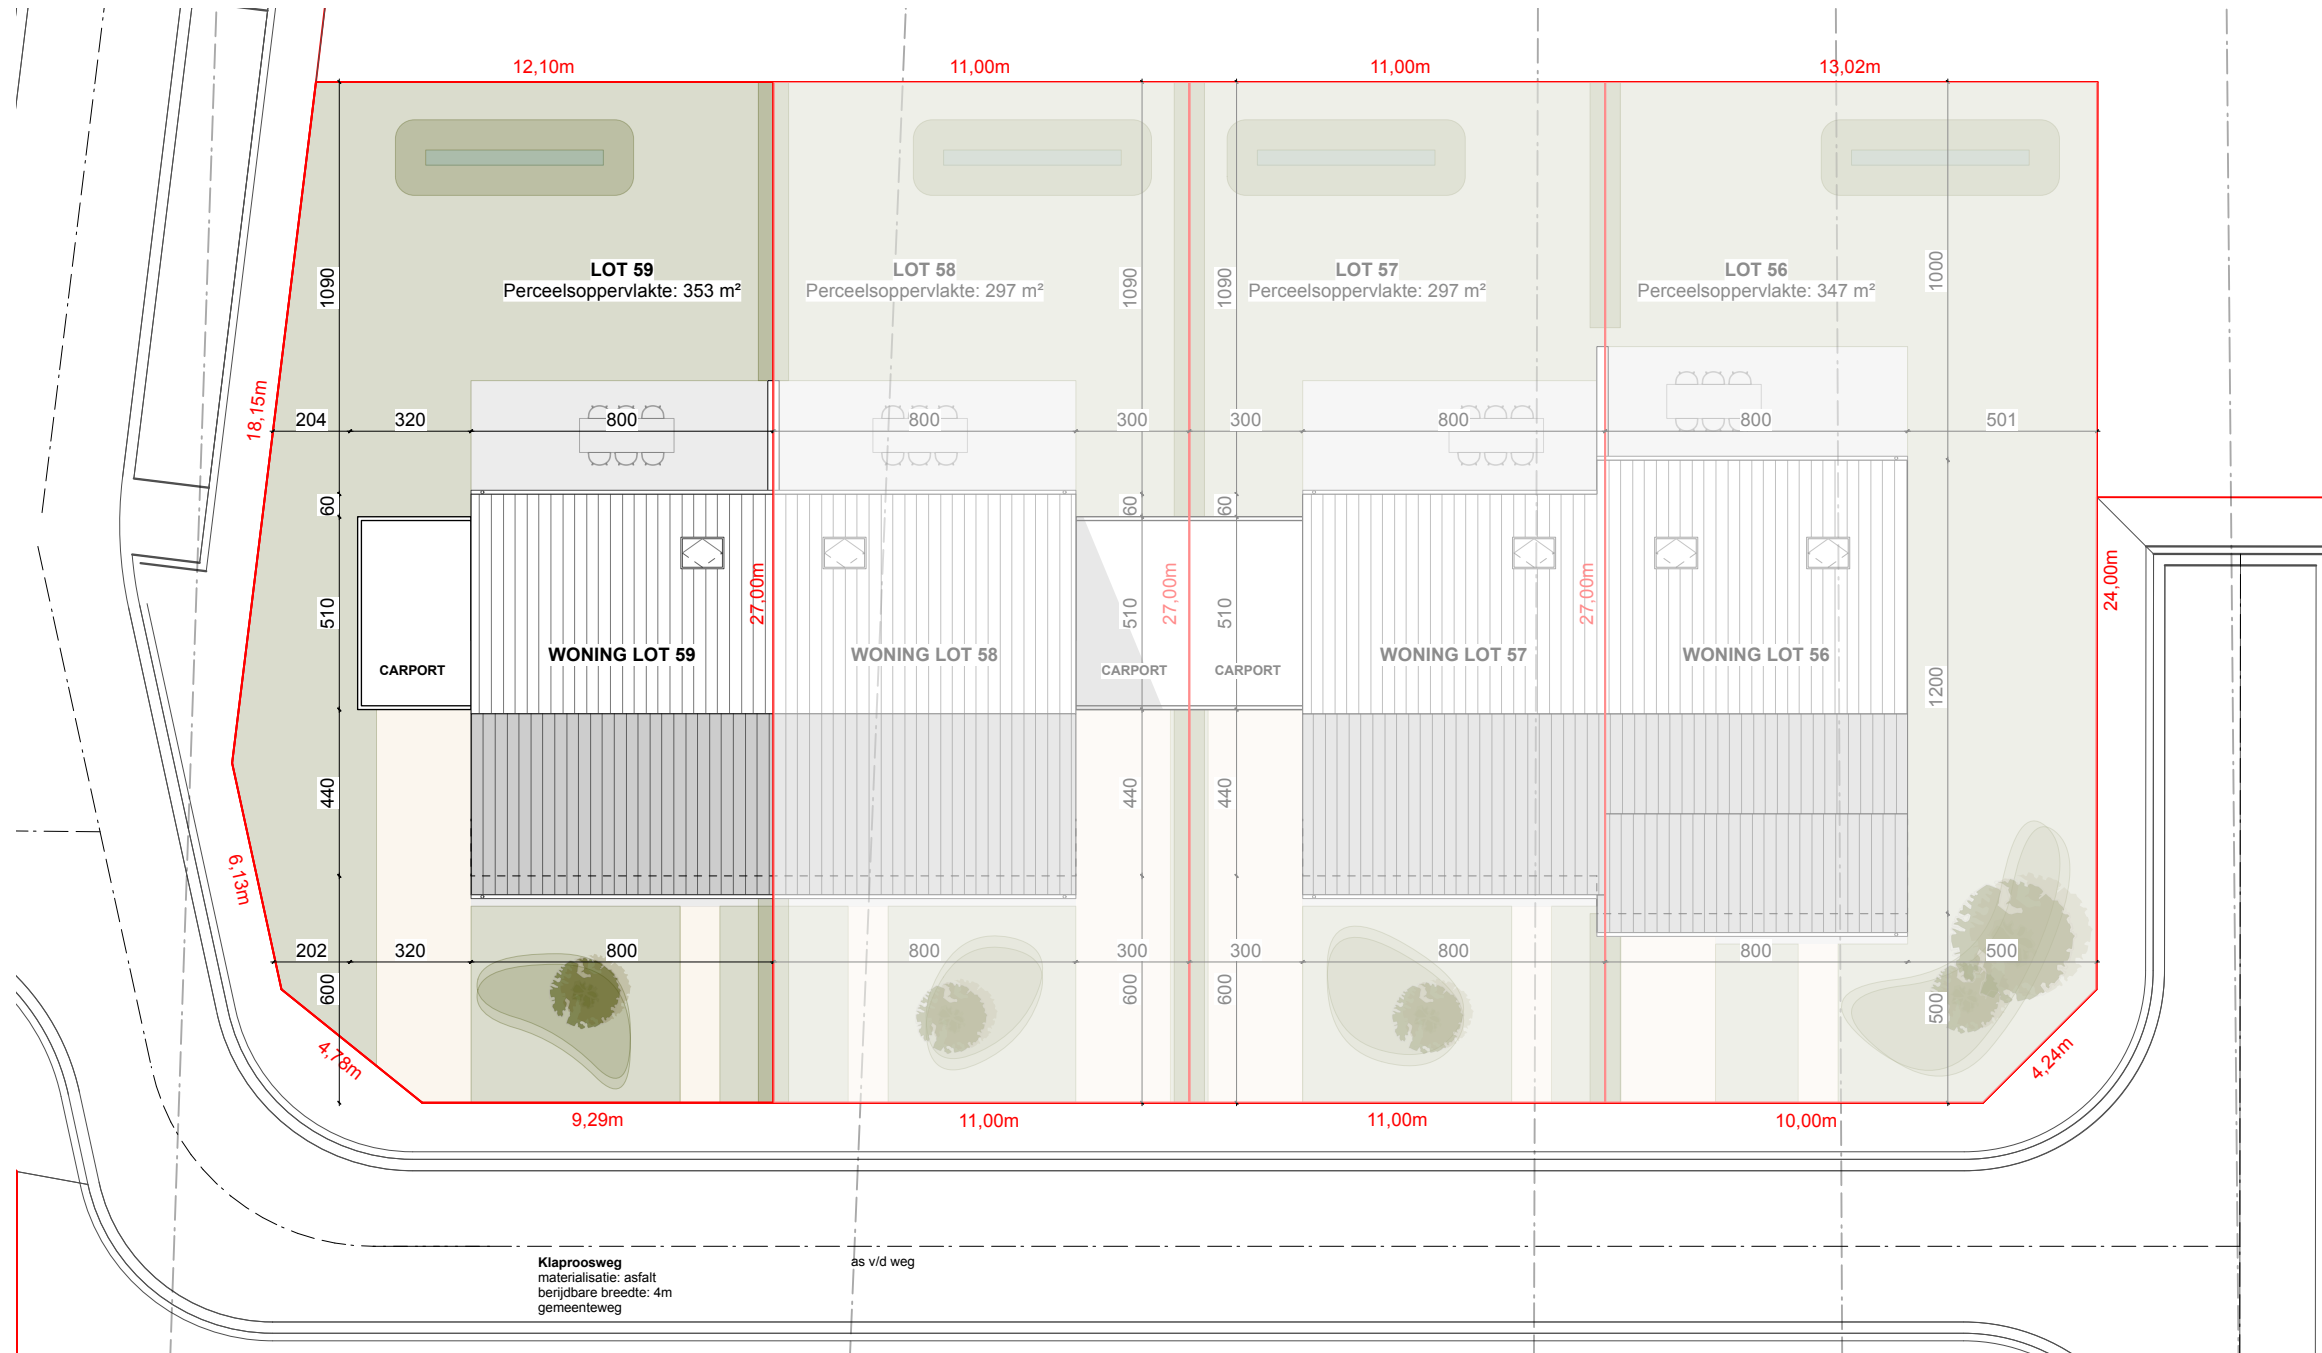 12,10m
11,00m
11,00m
13,02m
LOT 59
Perceelsoppervlakte: 353 m²
LOT 58
Perceelsoppervlakte: 297 m²
LOT 57
Perceelsoppervlakte: 297 m²
LOT 56
Perceelsoppervlakte: 347 m²
1090
1090
1090
1000
18,15m
204
320
800
800
300
300
800
800
501
60
60
60
510
27,00m
510
27,00m
510
27,00m
24,00m
CARPORT
WONING LOT 59
WONING LOT 58
CARPORT
CARPORT
WONING LOT 57
WONING LOT 56
1200
440
440
440
6,13m
202
320
800
800
300
300
800
800
500
600
600
600
500
4,78m
4,24m
9,29m
11,00m
11,00m
10,00m
Klaproosweg
materialisatie: asfalt
berijdbare breedte: 4m
gemeenteweg
as v/d weg